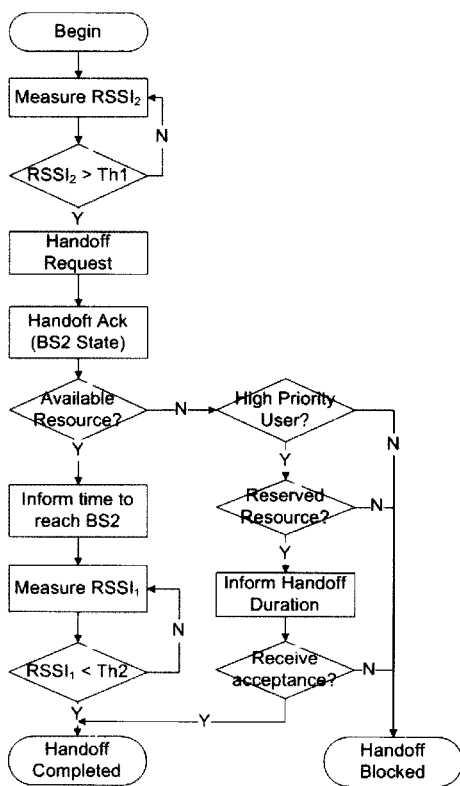 Begin
Measure RSSI₂
N
RSSI₂ > Th1
Y
Handoff
Request
Handoft Ack
(BS2 State)
Available
Resource?
N
High Priority
User?
N
Y
Y
Inform time to
reach BS2
Reserved
Resource?
N
Y
Measure RSSI₁
N
Inform Handoff
Duration
RSSI₁ < Th2
Receive
acceptance?
N
Y
Y
Handoff
Completed
Handoff
Blocked